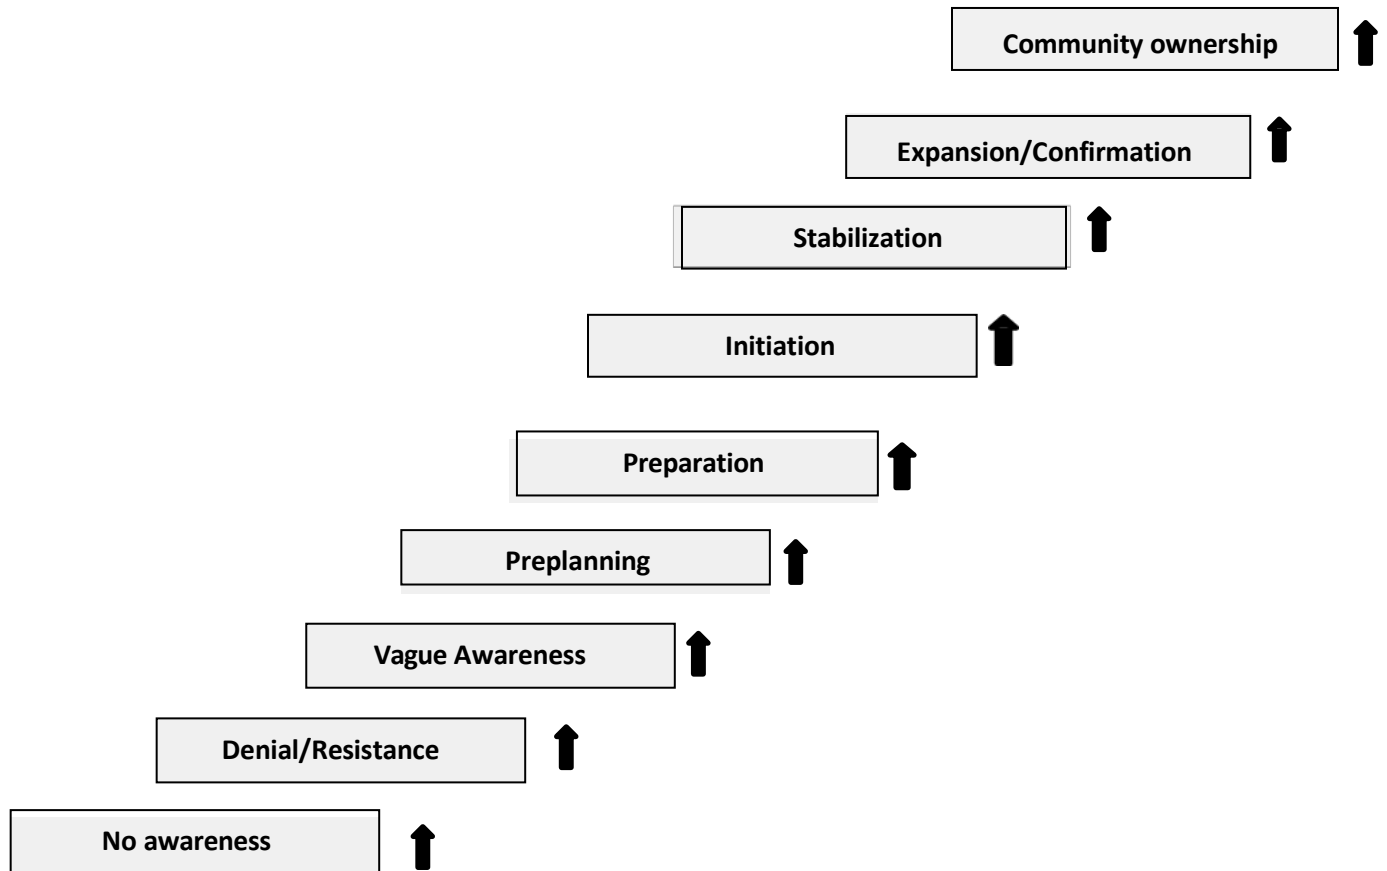 Community ownership
Expansion/Confirmation
Stabilization
Initiation
Preparation
Preplanning
Vague Awareness
Denial/Resistance
No awareness